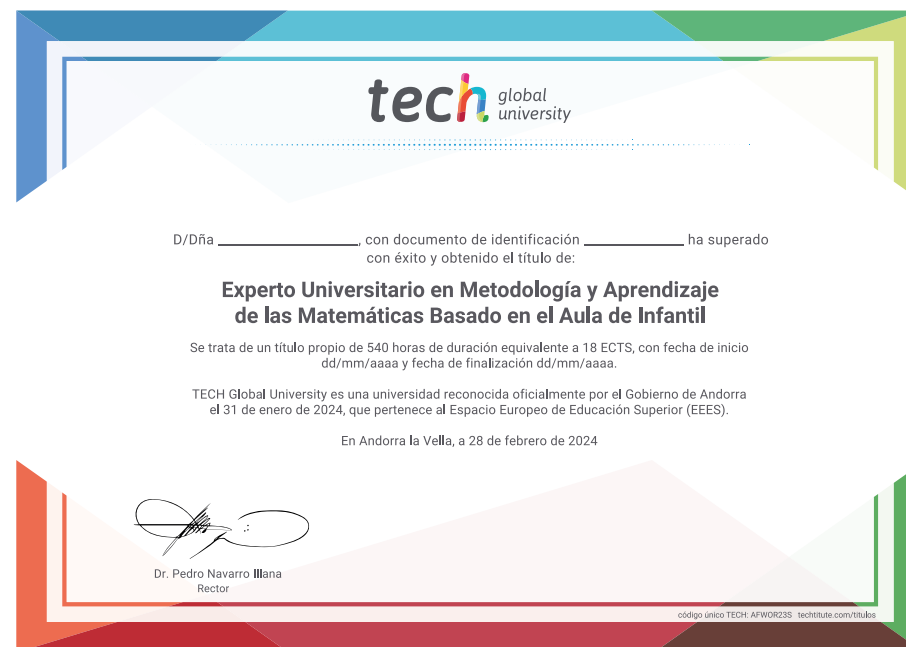 tech global university
D/Dña ____________________, con documento de identificación ______________ ha superado
con éxito y obtenido el título de:
Experto Universitario en Metodología y Aprendizaje
de las Matemáticas Basado en el Aula de Infantil
Se trata de un título propio de 540 horas de duración equivalente a 18 ECTS, con fecha de inicio
dd/mm/aaaa y fecha de finalización dd/mm/aaaa.
TECH Global University es una universidad reconocida oficialmente por el Gobierno de Andorra
el 31 de enero de 2024, que pertenece al Espacio Europeo de Educación Superior (EEES).
En Andorra la Vella, a 28 de febrero de 2024
Dr. Pedro Navarro Illana
Rector
código único TECH: AFWOR23S techtitute.com/titulos